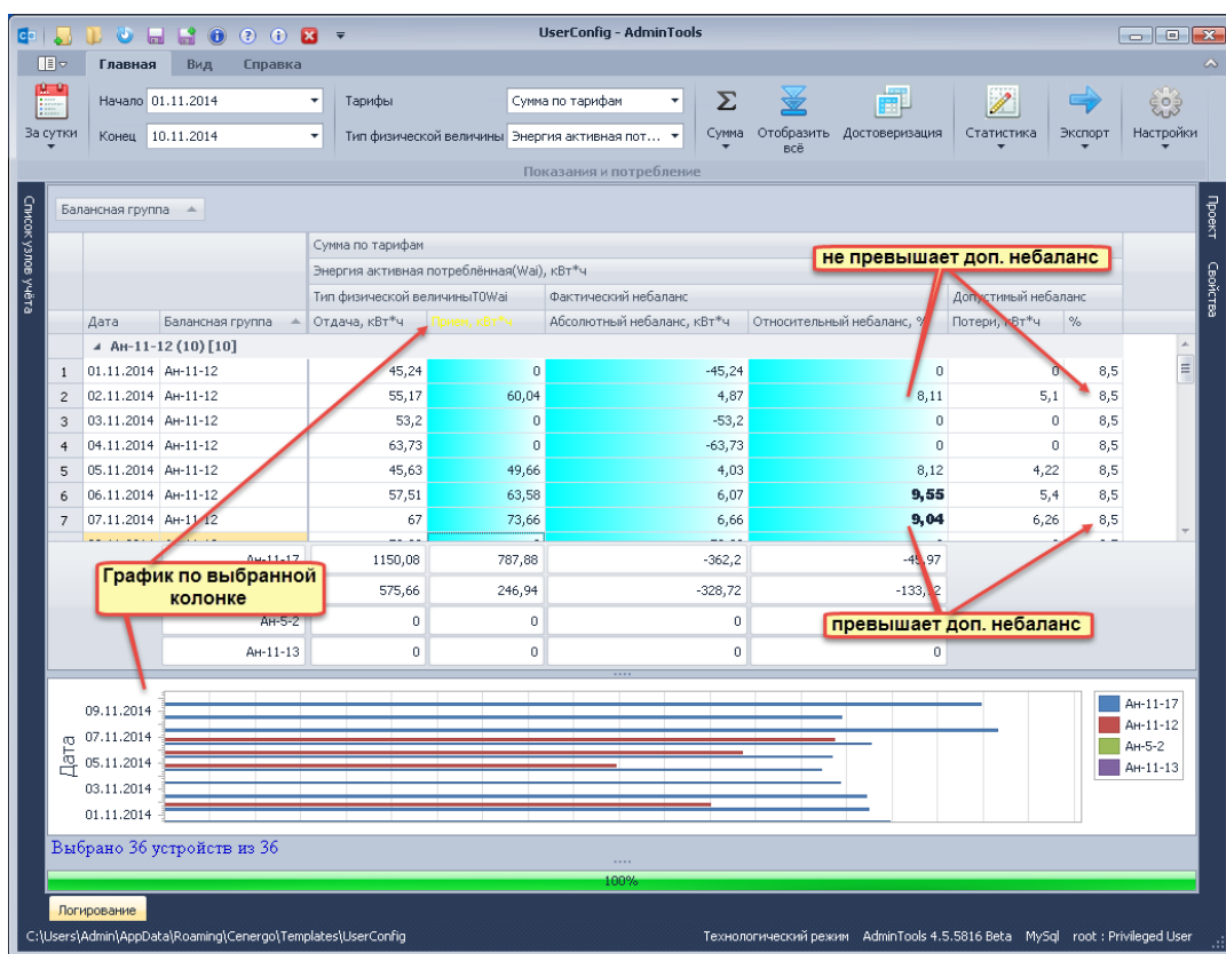 UserConfig - AdminTools
Главная Вид Справка
Начало 01.11.2014 Тарифы Сумма по тарифам
За сутки Конец 10.11.2014 Тип физической величины Энергия активная пот... Сумма Отобразить всё Достоверизация Статистика Экспорт Настройки
Показания и потребление
Список узлов учёта
Проект
Свойства
Балансная группа
Сумма по тарифам
не превышает доп. небаланс
Энергия активная потреблённая(Wai), кВт*ч
Тип физической величиныT0Wai Фактический небаланс Допустимый небаланс
Дата Балансная группа Отдача, кВт*ч Прием, кВт*ч Абсолютный небаланс, кВт*ч Относительный небаланс, % Потери, кВт*ч %
Ан-11-12 (10) [10]
1 01.11.2014 Ан-11-12 45,24 0 -45,24 0 0 8,5
2 02.11.2014 Ан-11-12 55,17 60,04 4,87 8,11 5,1 8,5
3 03.11.2014 Ан-11-12 53,2 0 -53,2 0 0 8,5
4 04.11.2014 Ан-11-12 63,73 0 -63,73 0 0 8,5
5 05.11.2014 Ан-11-12 45,63 49,66 4,03 8,12 4,22 8,5
6 06.11.2014 Ан-11-12 57,51 63,58 6,07 9,55 5,4 8,5
7 07.11.2014 Ан-11-12 67 73,66 6,66 9,04 6,26 8,5
Ан-11-17 1150,08 787,88 -362,2 -45,97
График по выбранной
колонке
575,66 246,94 -328,72
превышает доп. небаланс
Ан-5-2 0 0 0
Ан-11-13 0 0 0 0
Дата
09.11.2014
07.11.2014
05.11.2014
03.11.2014
01.11.2014
Ан-11-17
Ан-11-12
Ан-5-2
Ан-11-13
Выбрано 36 устройств из 36
100%
Логирование
C:\Users\Admin\AppData\Roaming\Cenergo\Templates\UserConfig Технологический режим AdminTools 4.5.5816 Beta MySql root : Privileged User